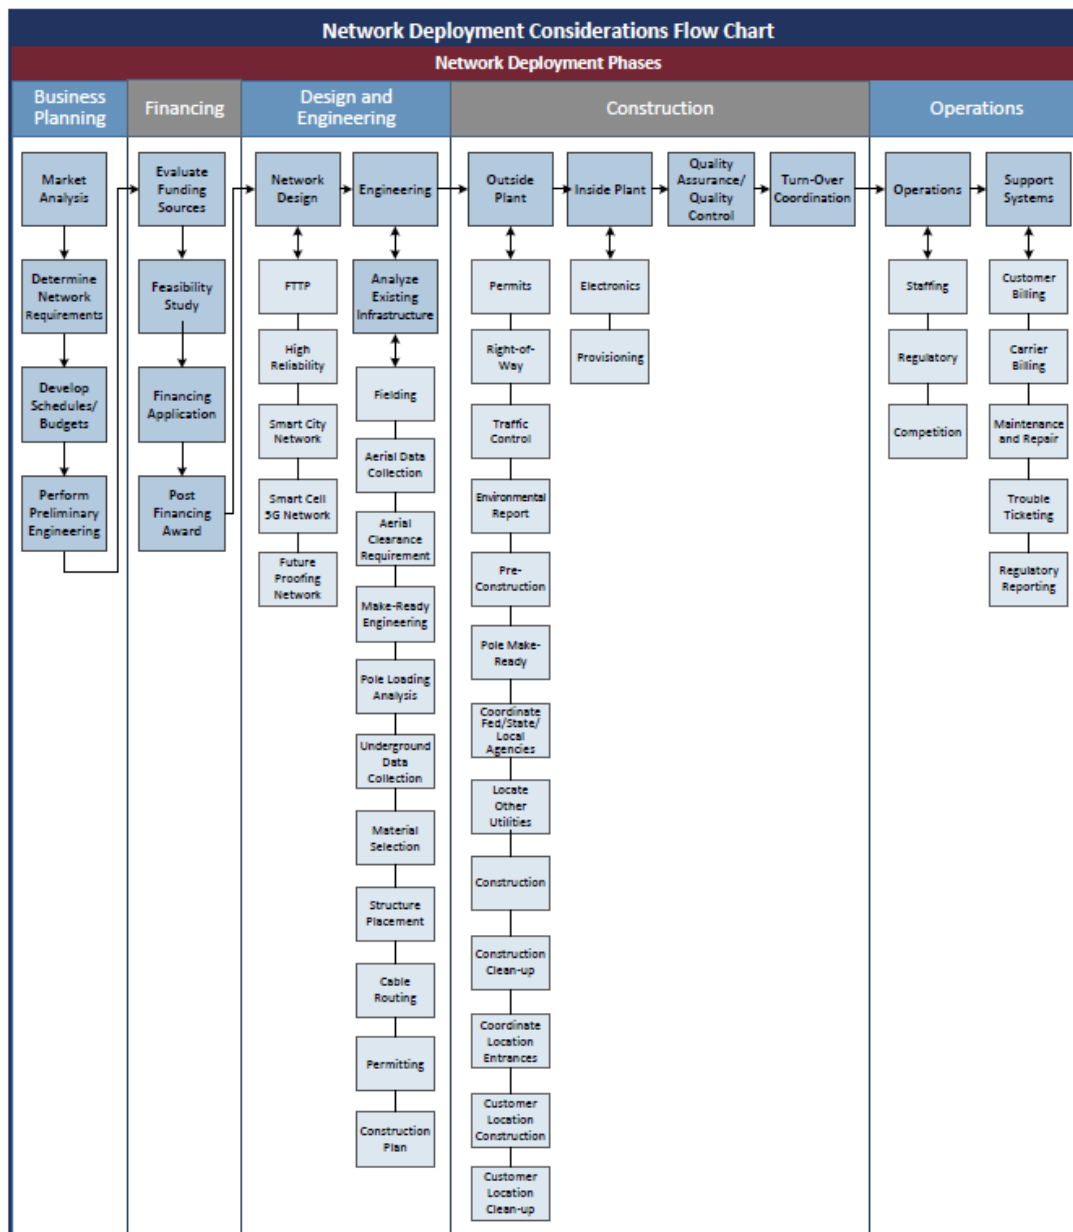 Network Deployment Considerations Flow Chart
Network Deployment Phases
Business
Planning
Financing
Design and
Engineering
Construction
Operations
Market
Analysis
Determine
Network
Requirements
Develop
Schedules/
Budgets
Perform
Preliminary
Engineering
Evaluate
Funding
Sources
Feasibility
Study
Financing
Application
Post
Financing
Award
Network
Design
FTTP
High
Reliability
Smart City
Network
Smart Cell
5G Network
Future
Proofing
Network
Engineering
Analyze
Existing
Infrastructure
Fielding
Aerial Data
Collection
Aerial
Clearance
Requirement
Make-Ready
Engineering
Pole Loading
Analysis
Underground
Data
Collection
Material
Selection
Structure
Placement
Cable
Routing
Permitting
Construction
Plan
Outside
Plant
Permits
Right-of-
Way
Traffic
Control
Environmental
Report
Pre-
Construction
Pole Make-
Ready
Coordinate
Fed/State/
Local
Agencies
Locate
Other
Utilities
Construction
Construction
Clean-up
Coordinate
Location
Entrances
Customer
Location
Construction
Customer
Location
Clean-up
Inside Plant
Electronics
Provisioning
Quality
Assurance/
Quality
Control
Turn-Over
Coordination
Operations
Staffing
Regulatory
Competition
Support
Systems
Customer
Billing
Carrier
Billing
Maintenance
and Repair
Trouble
Ticketing
Regulatory
Reporting